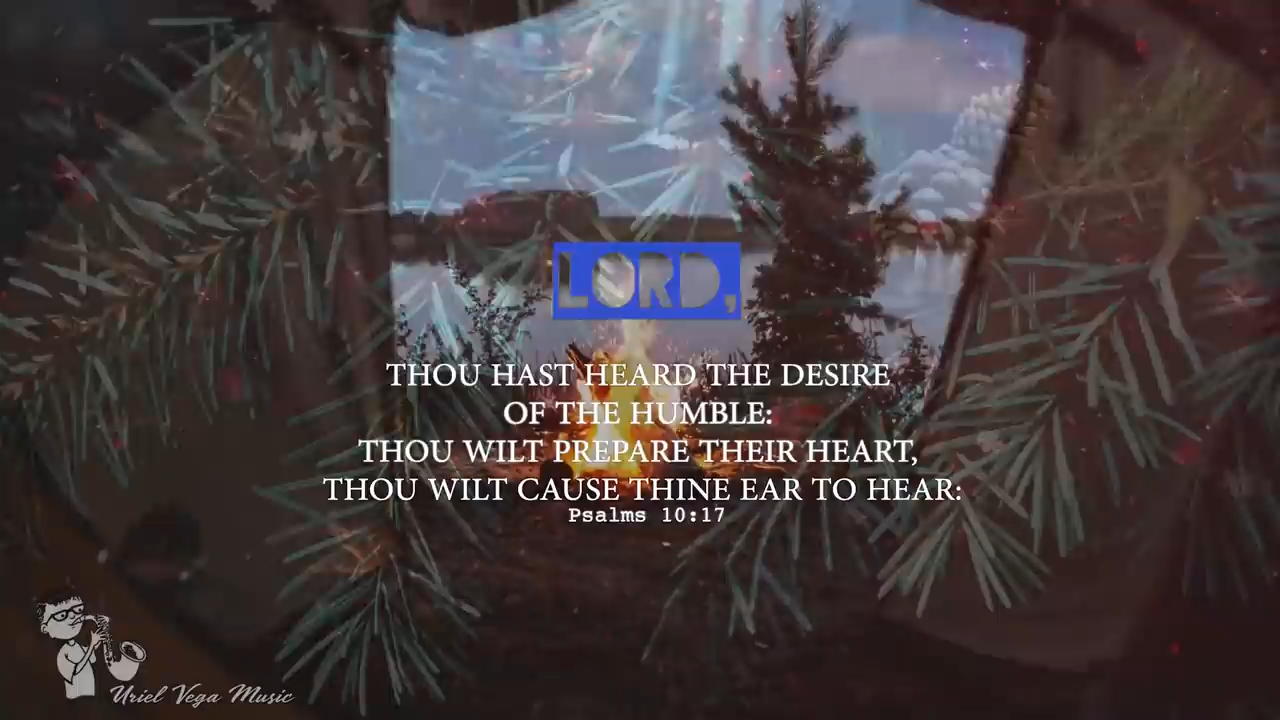 LORD,
THOU HAST HEARD THE DESIRE
OF THE HUMBLE:
THOU WILT PREPARE THEIR HEART,
THOU WILT CAUSE THINE EAR TO HEAR:
Psalms 10:17
Uriel Vega Music